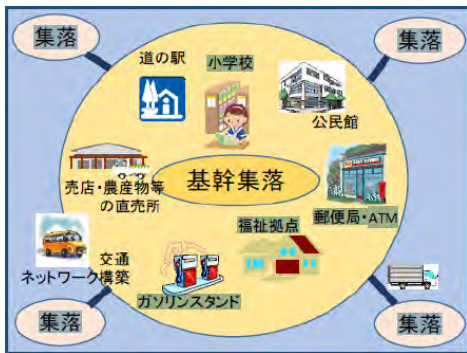 集落
集落
道の駅
小学校
公民館
売店・農産物等
の直売所
基幹集落
郵便局・ATM
福祉拠点
交通
ネットワーク構築
ガソリンスタンド
集落
集落